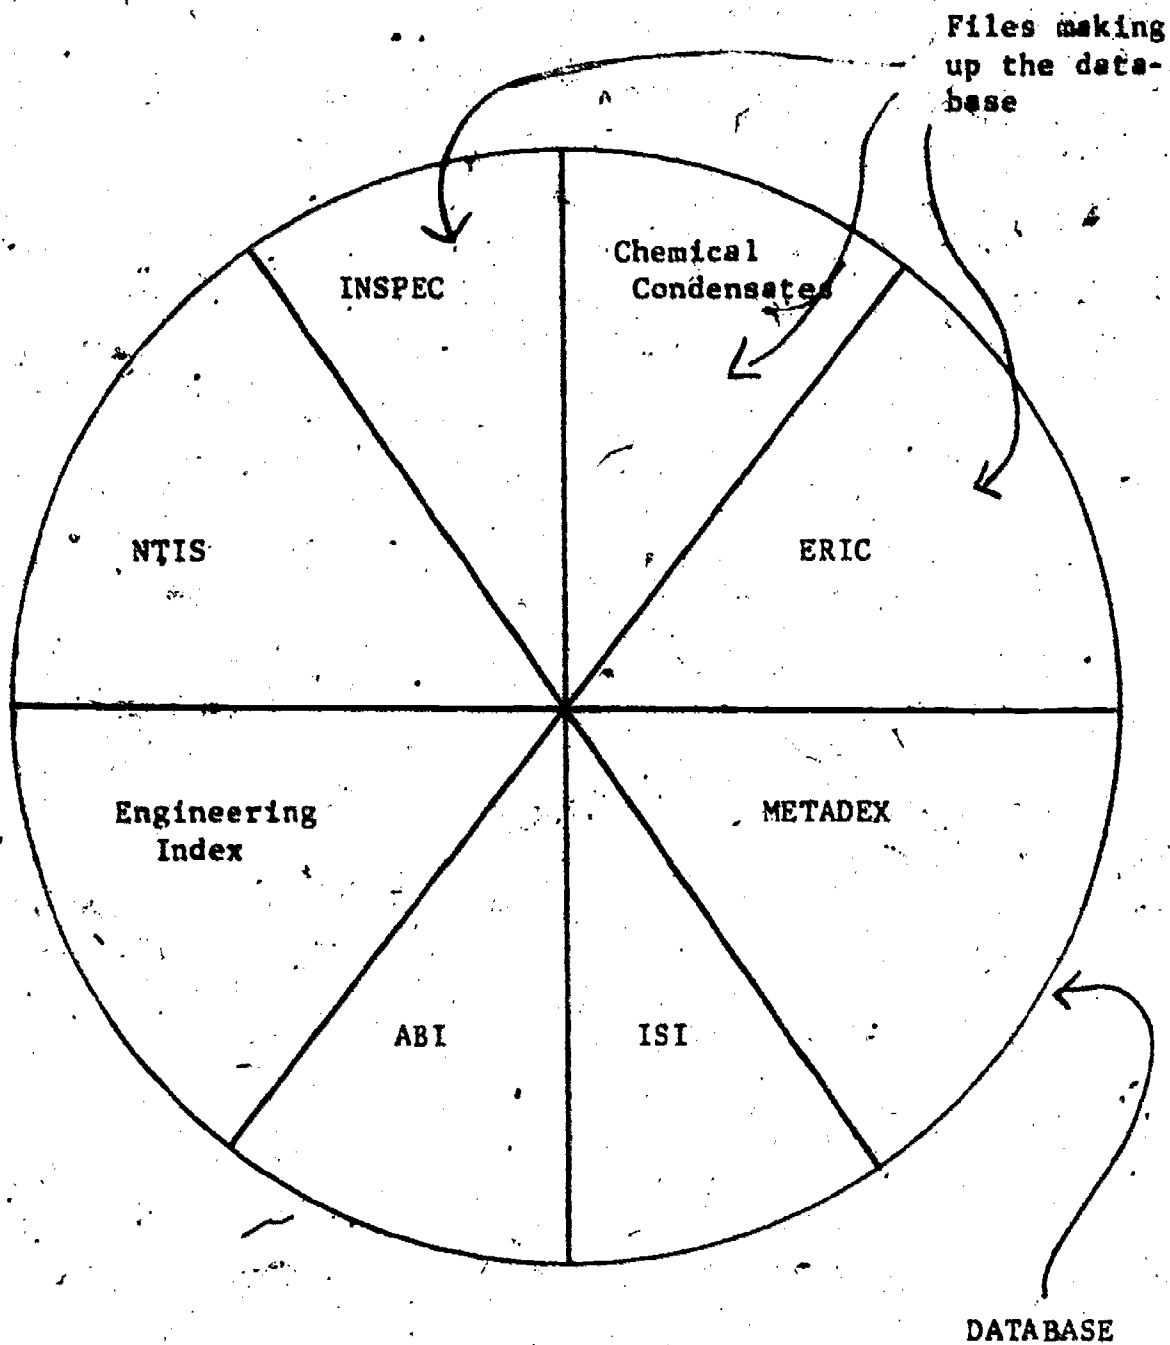 Files making
up the data-
base
INSPEC
Chemical
Condensates
NTIS
ERIC
Engineering
Index
METADEX
ABI
ISI
DATABASE